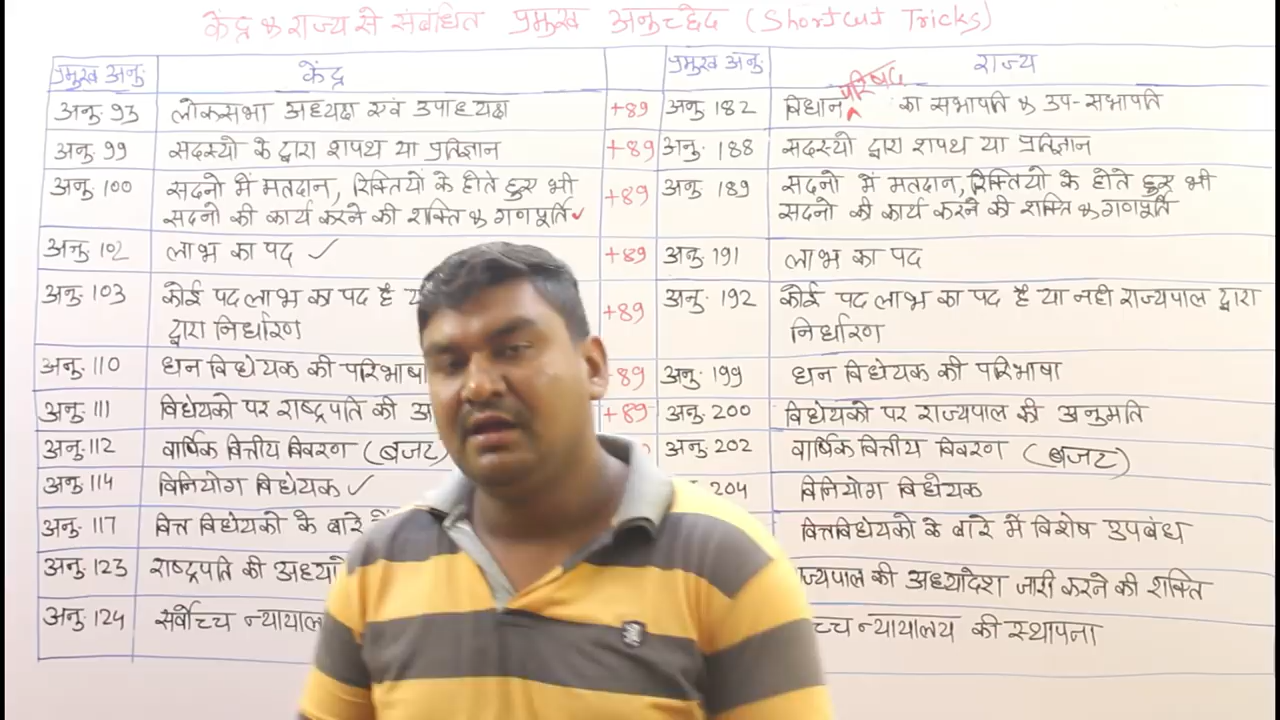 केंद्र & राज्य से संबंधित प्रमुख अनुच्छेद (Shortcut Tricks)
प्रमुख अनु. केंद्र प्रमुख अनु. राज्य
परिषद
अनु. 93 लोकसभा अध्यक्ष एवं उपाध्यक्ष +89 अनु. 182 विधान का सभापति & उप-सभापति
अनु. 99 सदस्यो के द्वारा शपथ या प्रतिज्ञान +89 अनु. 188 सदस्यो द्वारा शपथ या प्रतिज्ञान
अनु. 100 सदनो में मतदान, रिक्तियों के होते हुए भी +89 अनु. 189 सदनो में मतदान, रिक्तियों के होते हुए भी
सदनो की कार्य करने की शक्ति & गणपूर्ति सदनो की कार्य करने की शक्ति & गणपूर्ति
अनु. 102 लाभ का पद +89 अनु. 191 लाभ का पद
अनु. 103 कोई पद लाभ का पद है +89 अनु. 192 कोई पद लाभ का पद है या नही राज्यपाल द्वारा
द्वारा निर्धारण निर्धारण
अनु. 110 धन विधेयक की परिभाषा 89 अनु. 199 धन विधेयक की परिभाषा
अनु. 111 विधेयको पर राष्ट्रपति की +89 अनु. 200 विधेयको पर राज्यपाल की अनुमति
अनु. 112 वार्षिक वित्तीय विवरण (बजट) अनु. 202 वार्षिक वित्तीय विवरण (बजट)
अनु. 114 विनियोग विधेयक 204 विनियोग विधेयक
अनु. 117 वित्त विधेयको के बारे वित्तविधेयको के बारे में विशेष उपबंध
अनु. 123 राष्ट्रपति की ज्यपाल की अध्यादेश जारी करने की शक्ति
अनु. 124 सर्वोच्च च्च न्यायालय की स्थापना